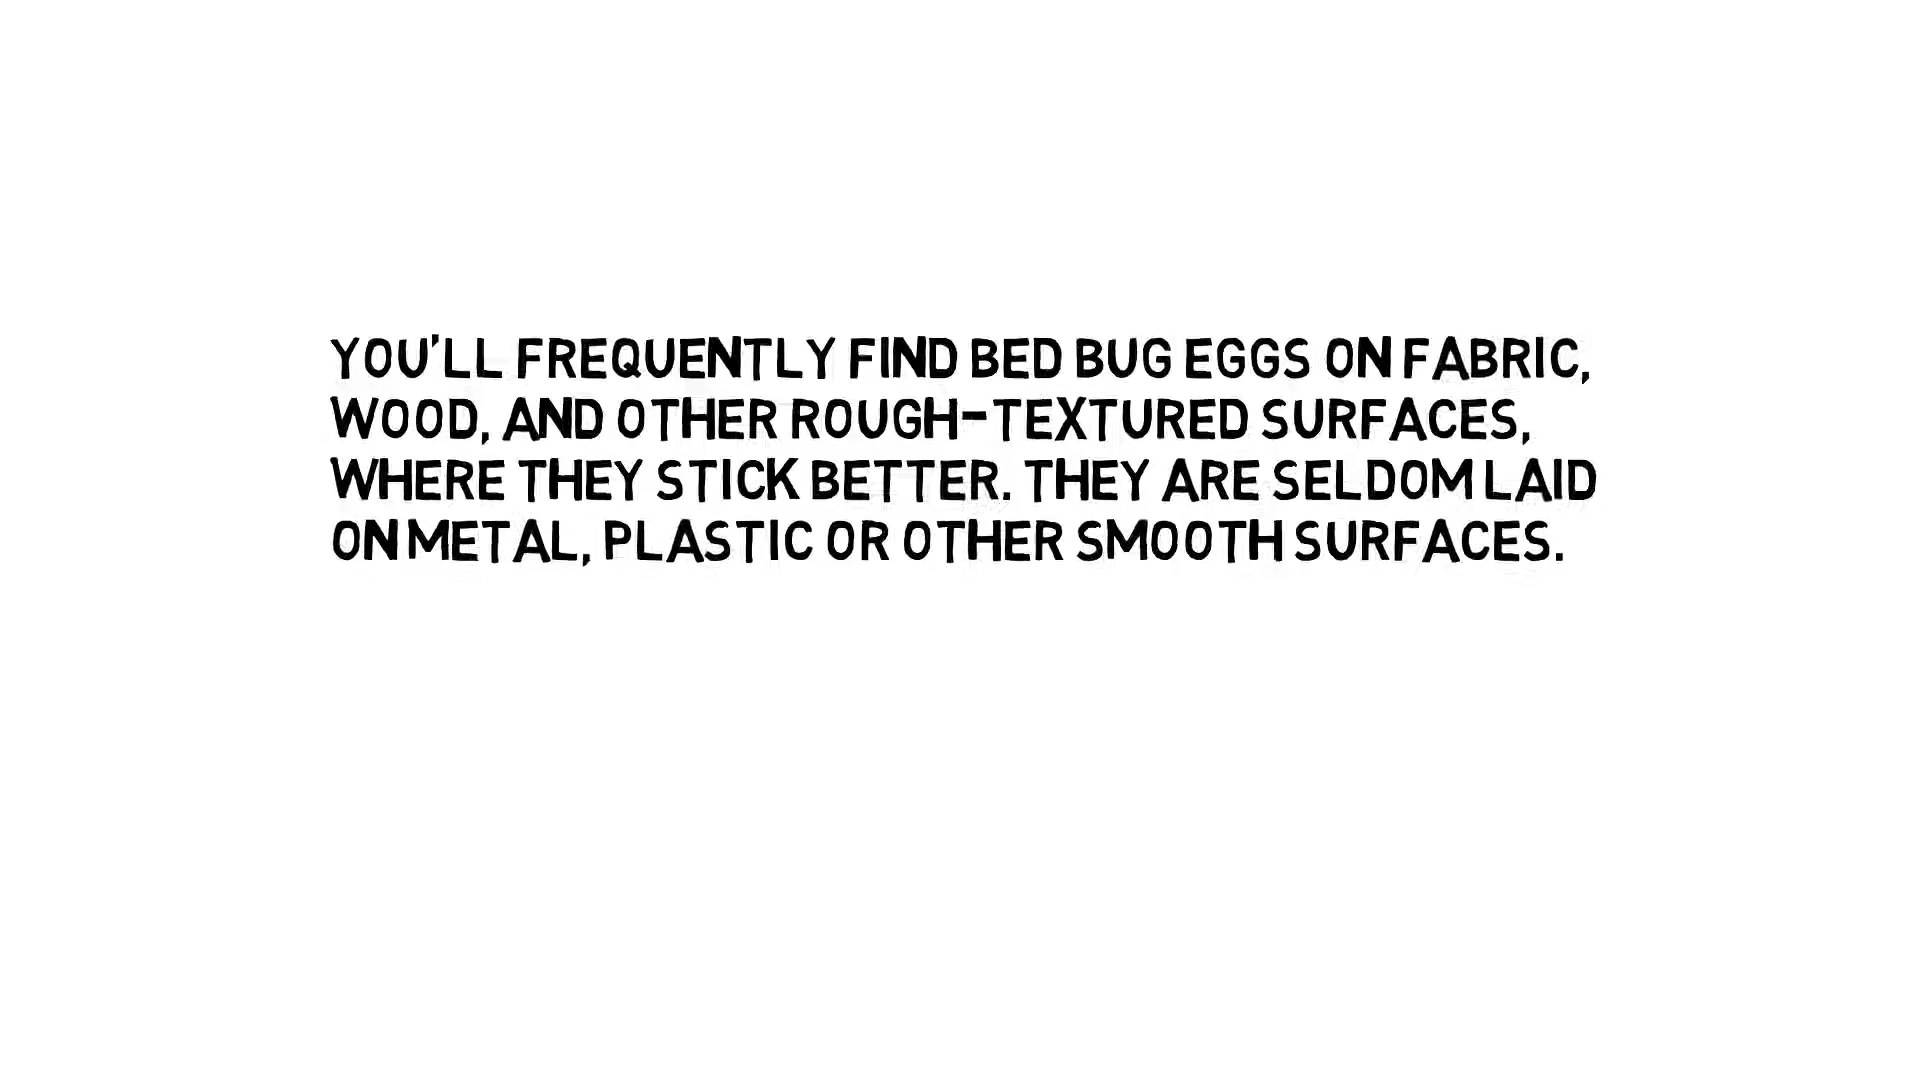 YOU'LL FREQUENTLY FIND BED BUG EGGS ON FABRIC,
WOOD, AND OTHER ROUGH-TEXTURED SURFACES,
WHERE THEY STICK BETTER. THEY ARE SELDOM LAID
ON METAL, PLASTIC OR OTHER SMOOTH SURFACES.